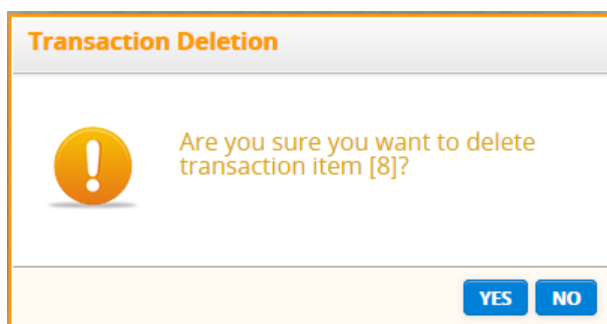 Transaction Deletion
Are you sure you want to delete
transaction item [8]?
YES NO